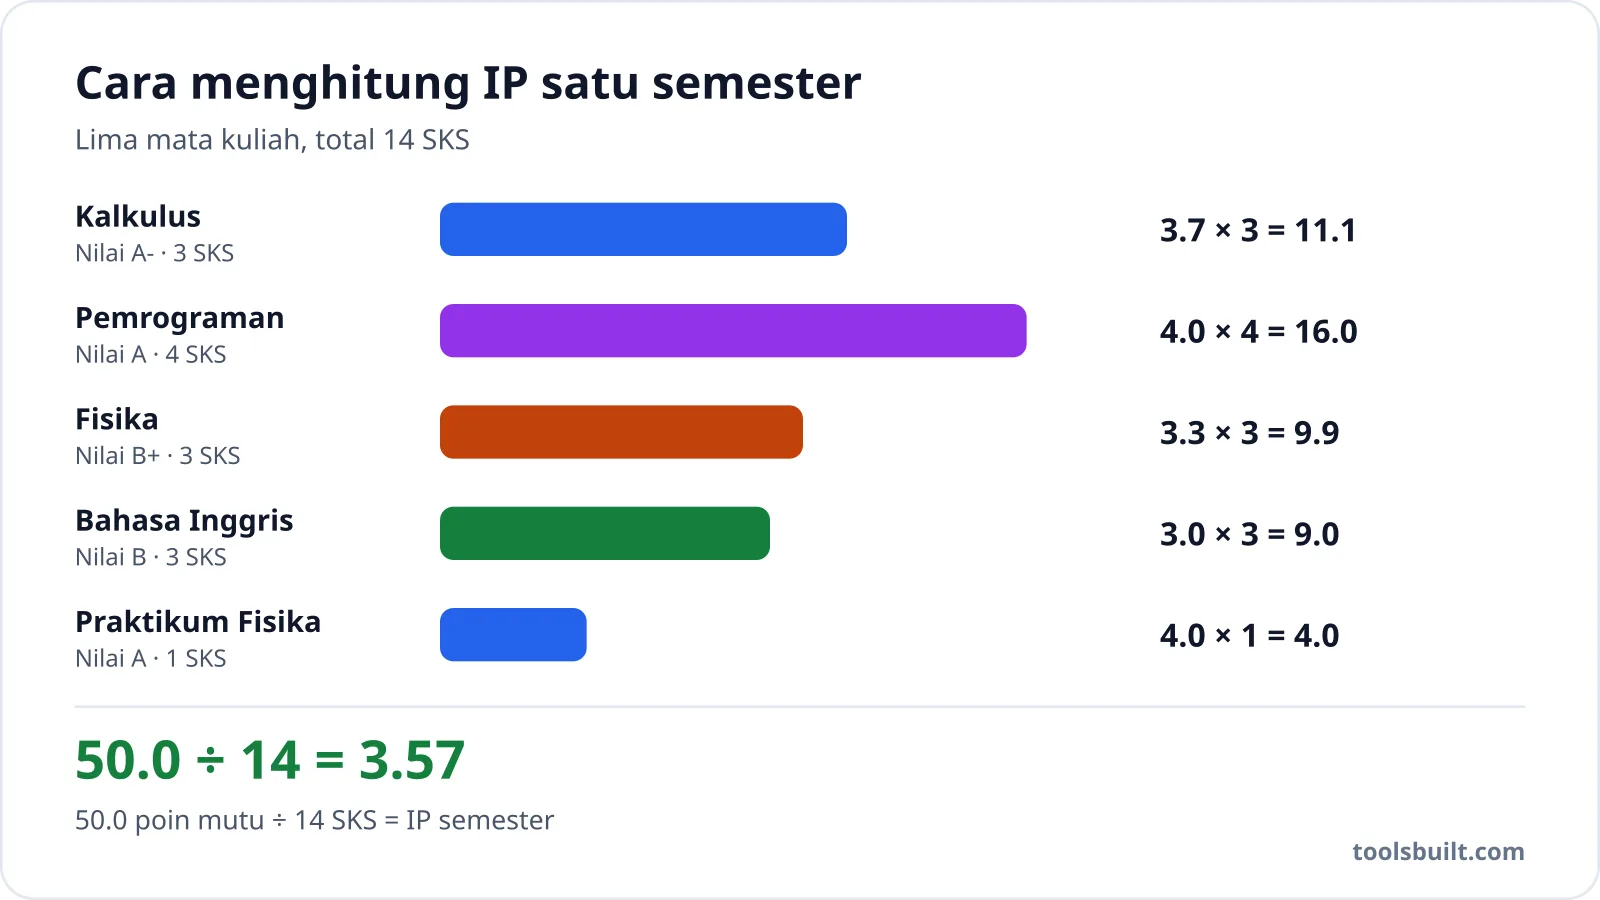 Cara menghitung IP satu semester
Lima mata kuliah, total 14 SKS
Kalkulus
Nilai A- · 3 SKS
3.7 × 3 = 11.1
Pemrograman
Nilai A · 4 SKS
4.0 × 4 = 16.0
Fisika
Nilai B+ · 3 SKS
3.3 × 3 = 9.9
Bahasa Inggris
Nilai B · 3 SKS
3.0 × 3 = 9.0
Praktikum Fisika
Nilai A · 1 SKS
4.0 × 1 = 4.0
50.0 ÷ 14 = 3.57
50.0 poin mutu ÷ 14 SKS = IP semester
toolsbuilt.com